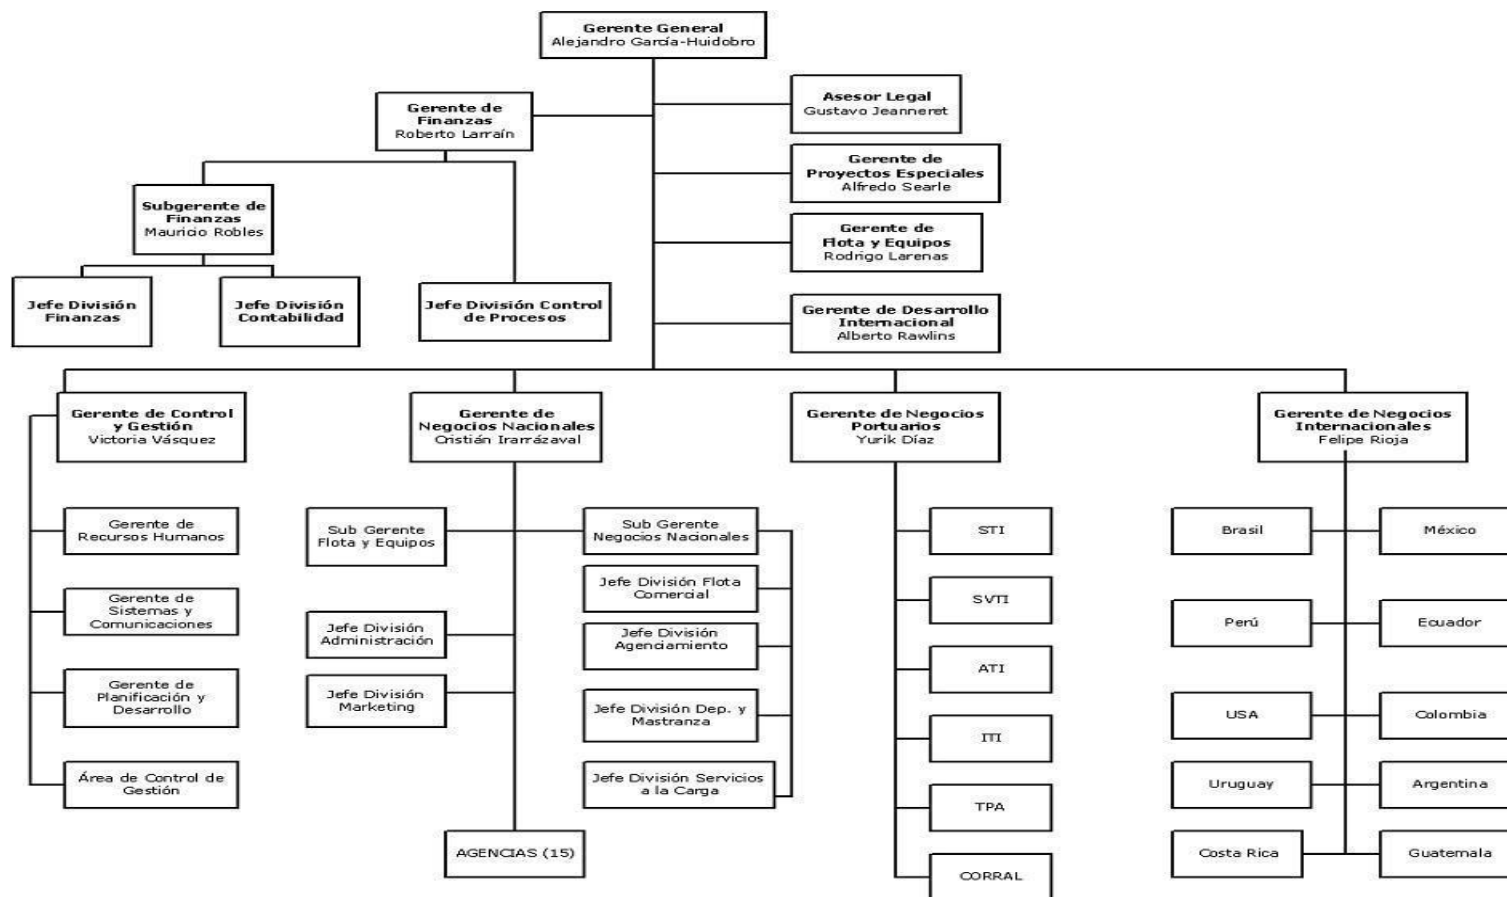 Gerente General
Alejandro García-Huidobro
Asesor Legal
Gustavo Jeanneret
Gerente de
Finanzas
Roberto Larraín
Gerente de
Proyectos Especiales
Alfredo Searle
Subgerente de
Finanzas
Mauricio Robles
Gerente de
Flota y Equipos
Rodrigo Larenas
Jefe División
Finanzas
Jefe División
Contabilidad
Jefe División Control
de Procesos
Gerente de Desarrollo
Internacional
Alberto Rawlins
Gerente de Control
y Gestión
Victoria Vásquez
Gerente de
Negocios Nacionales
Cristián Irarrázaval
Gerente de Negocios
Portuarios
Yurik Díaz
Gerente de Negocios
Internacionales
Felipe Rioja
Gerente de
Recursos Humanos
Gerente de
Sistemas y
Comunicaciones
Gerente de
Planificación y
Desarrollo
Área de Control de
Gestión
Sub Gerente
Flota y Equipos
Jefe División
Administración
Jefe División
Marketing
Sub Gerente
Negocios Nacionales
Jefe División Flota
Comercial
Jefe División
Agenciamiento
Jefe División Dep. y
Mastranza
Jefe División Servicios
a la Carga
AGENCIAS (15)
STI
SVTI
ATI
ITI
TPA
CORRAL
Brasil
México
Perú
Ecuador
USA
Colombia
Uruguay
Argentina
Costa Rica
Guatemala